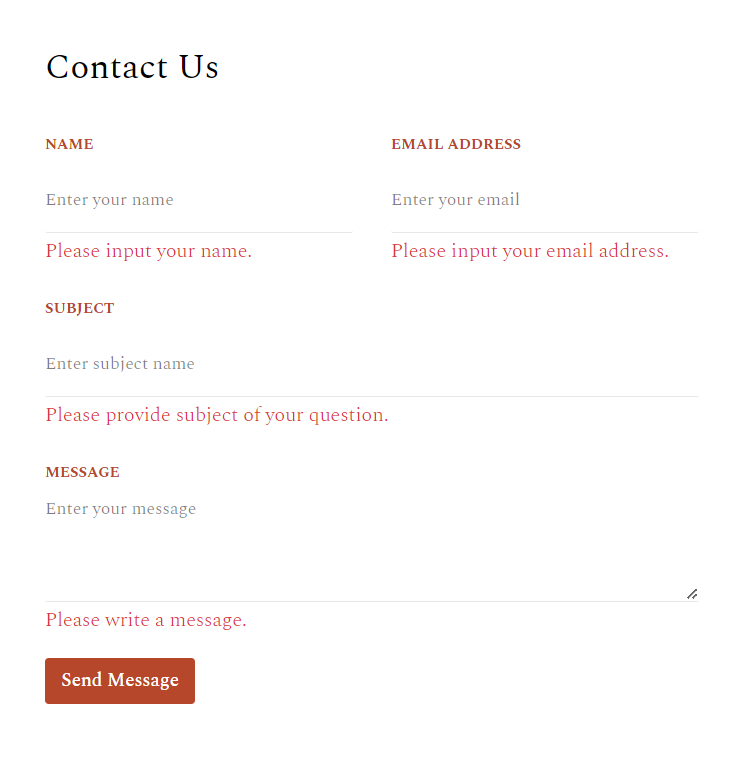 Contact Us
NAME
EMAIL ADDRESS
Enter your name
Enter your email
Please input your name.
Please input your email address.
SUBJECT
Enter subject name
Please provide subject of your question.
MESSAGE
Enter your message
Please write a message.
Send Message